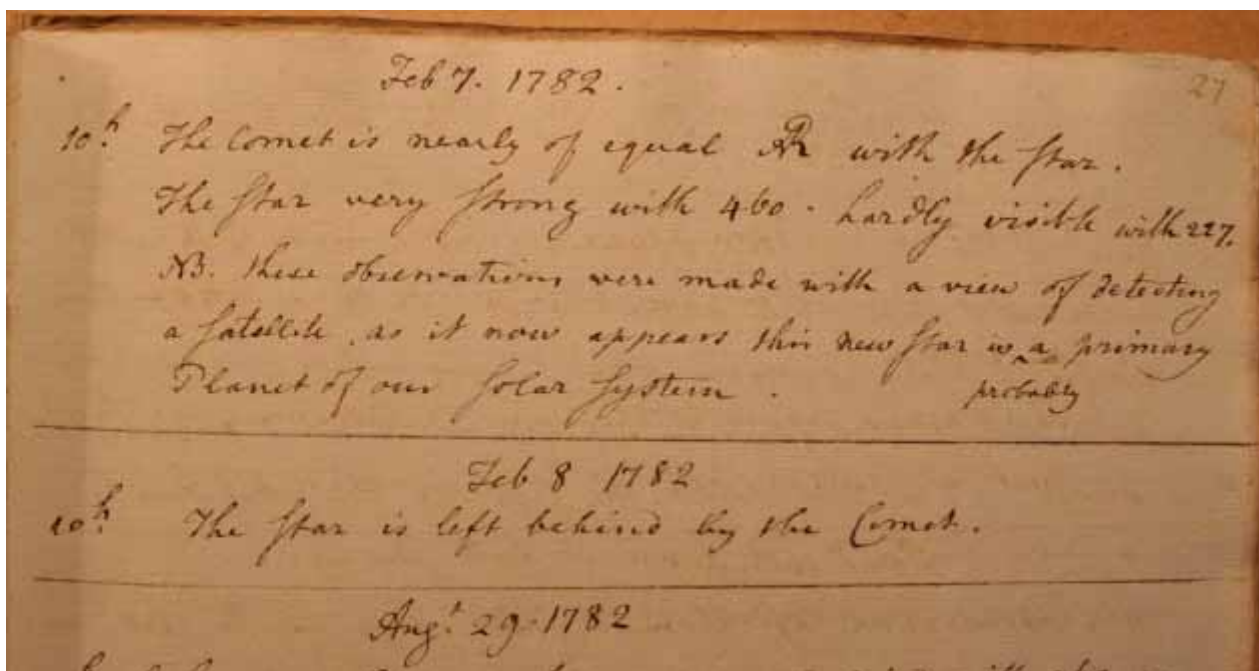 27
Feb 7. 1782.
10h. The Comet is nearly of equal AR with the star.
The star very strong with 460. hardly visible with 227.
NB. these observations were made with a view of detecting
a satellite, as it now appears this new star is a primary
Planet of our Solar System. probably
Feb 8 1782
10h. The star is left behind by the Comet.
Augt. 29. 1782